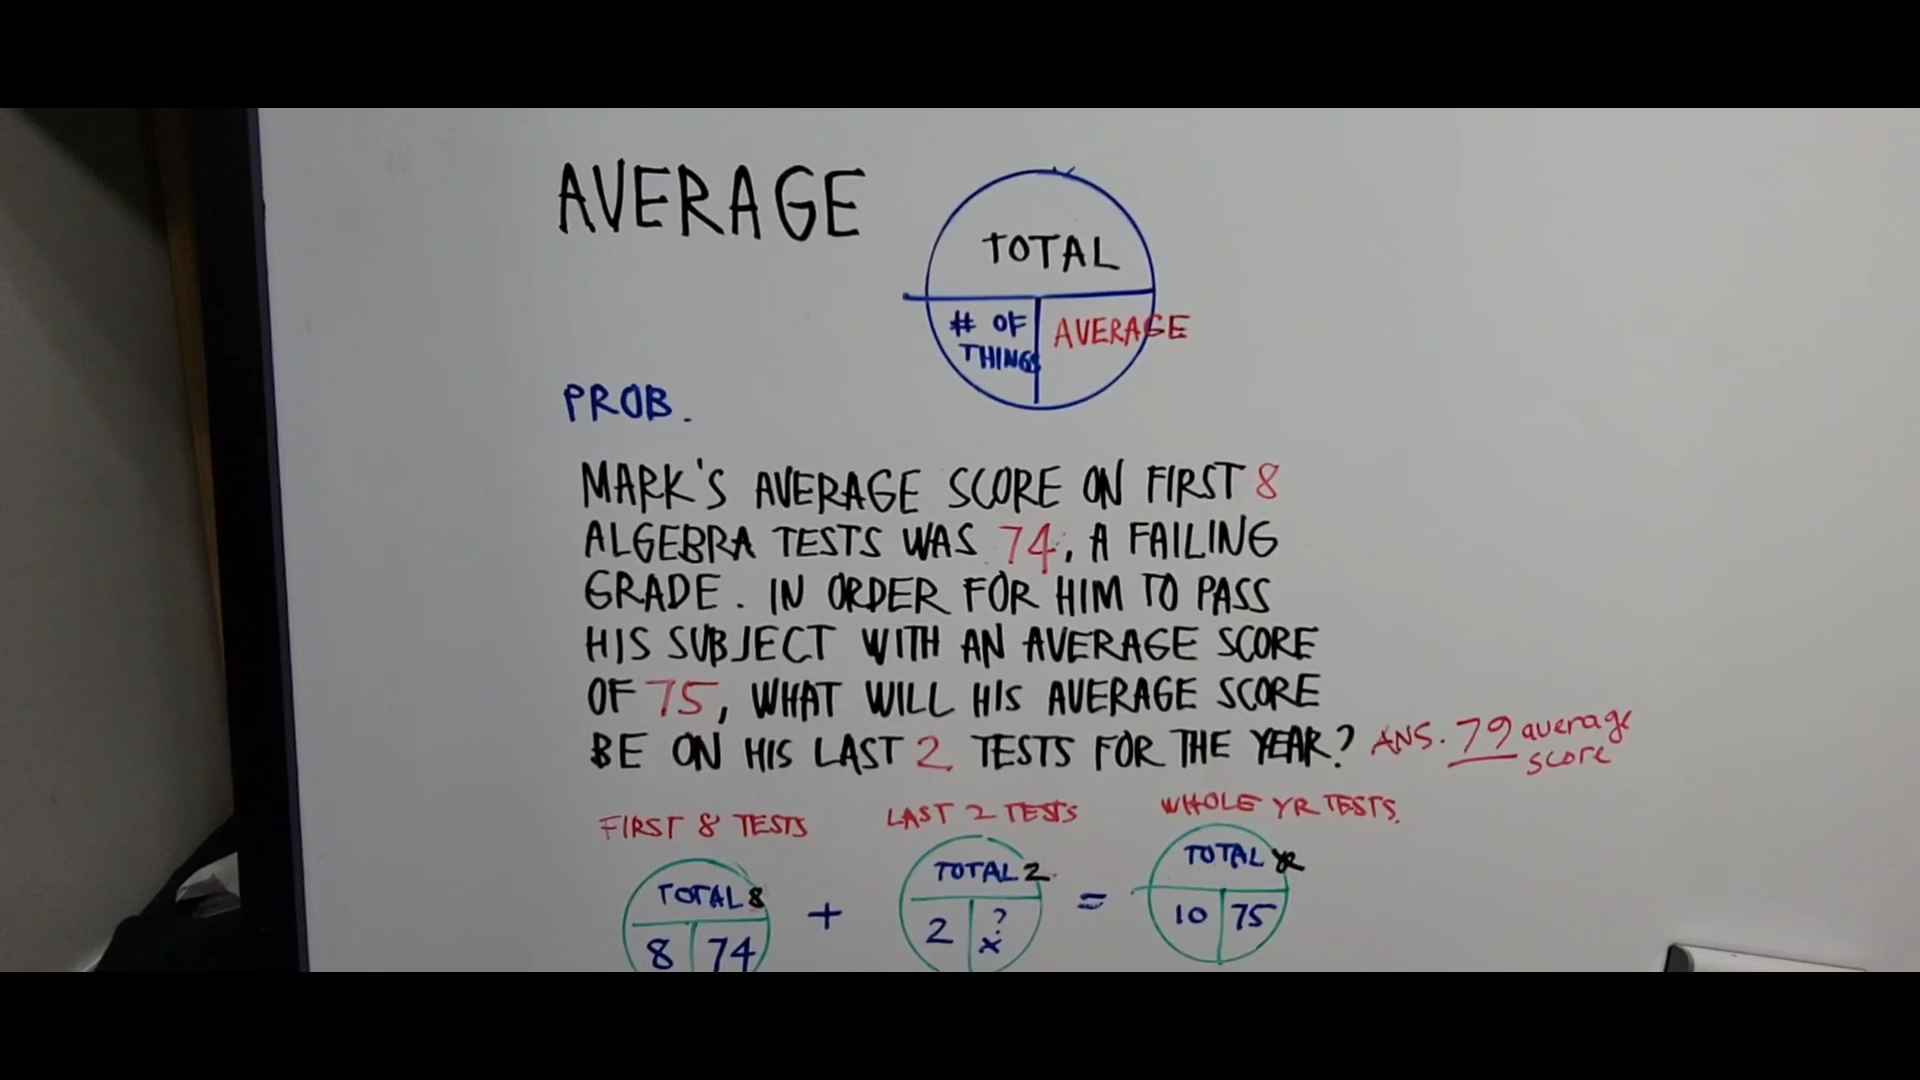 AVERAGE
TOTAL
# OF
THINGS
AVERAGE
PROB.
MARK'S AVERAGE SCORE ON FIRST 8
ALGEBRA TESTS WAS 74, A FAILING
GRADE. IN ORDER FOR HIM TO PASS
HIS SUBJECT WITH AN AVERAGE SCORE
OF 75, WHAT WILL HIS AVERAGE SCORE
BE ON HIS LAST 2 TESTS FOR THE YEAR? ANS. 79 average
score
FIRST 8 TESTS
LAST 2 TESTS
WHOLE YR TESTS.
TOTAL 8
8 74
+
TOTAL 2
2 ?
x
=
TOTAL YR
10 75